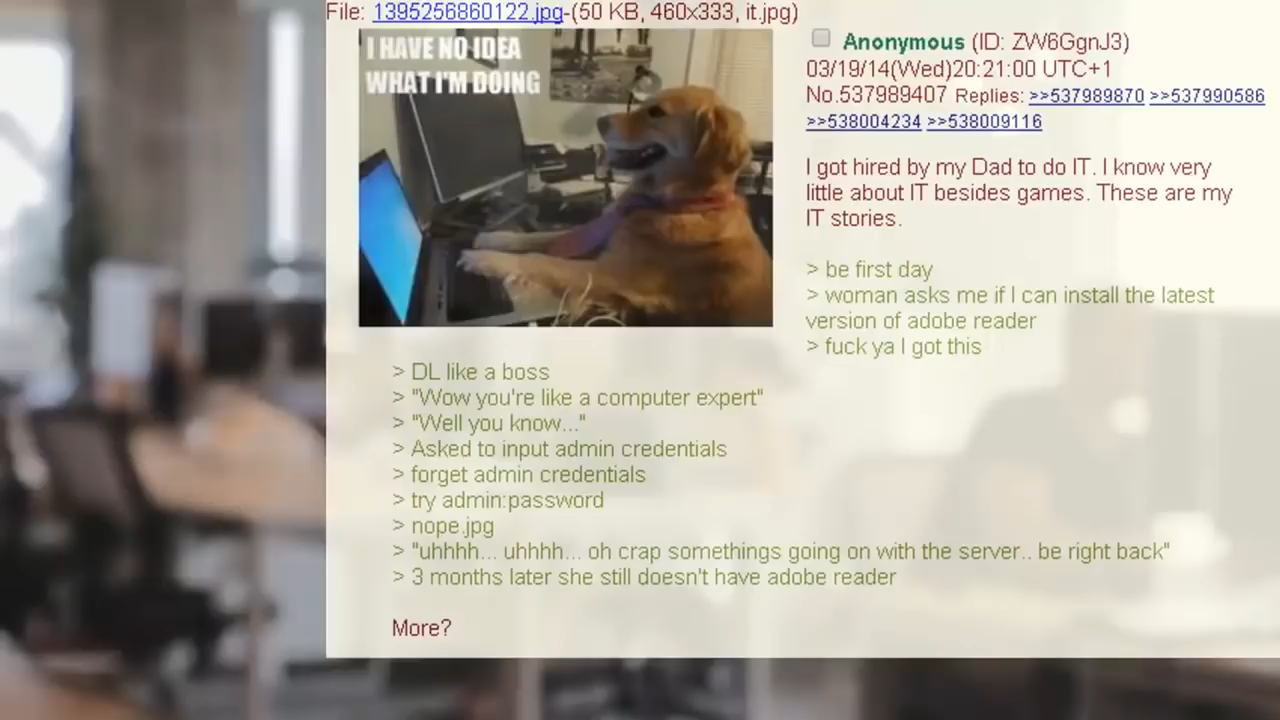 File: 1395256860122.jpg-(50 KB, 460x333, it.jpg)
I HAVE NO IDEA
WHAT I'M DOING
Anonymous (ID: ZW6GgnJ3)
03/19/14(Wed)20:21:00 UTC+1
No.537989407 Replies: >>537989870 >>537990586
>>538004234 >>538009116
I got hired by my Dad to do IT. I know very
little about IT besides games. These are my
IT stories.
> be first day
> woman asks me if I can install the latest
version of adobe reader
> fuck ya I got this
> DL like a boss
> "Wow you're like a computer expert"
> "Well you know..."
> Asked to input admin credentials
> forget admin credentials
> try admin:password
> nope.jpg
> "uhhhh... uhhhh... oh crap somethings going on with the server.. be right back"
> 3 months later she still doesn't have adobe reader
More?